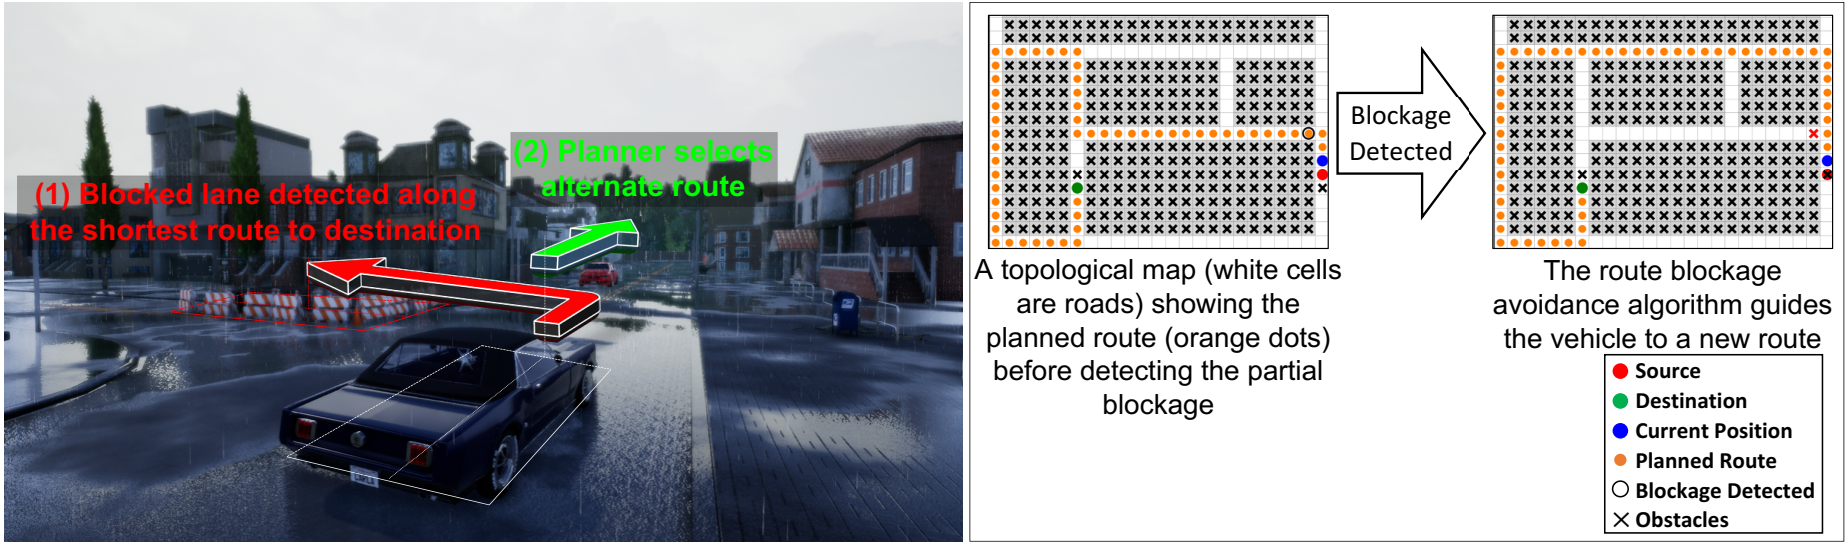 (1) Blocked lane detected along
the shortest route to destination
(2) Planner selects
alternate route
Blockage
Detected
A topological map (white cells
are roads) showing the
planned route (orange dots)
before detecting the partial
blockage
The route blockage
avoidance algorithm guides
the vehicle to a new route
Source
Destination
Current Position
Planned Route
Blockage Detected
Obstacles